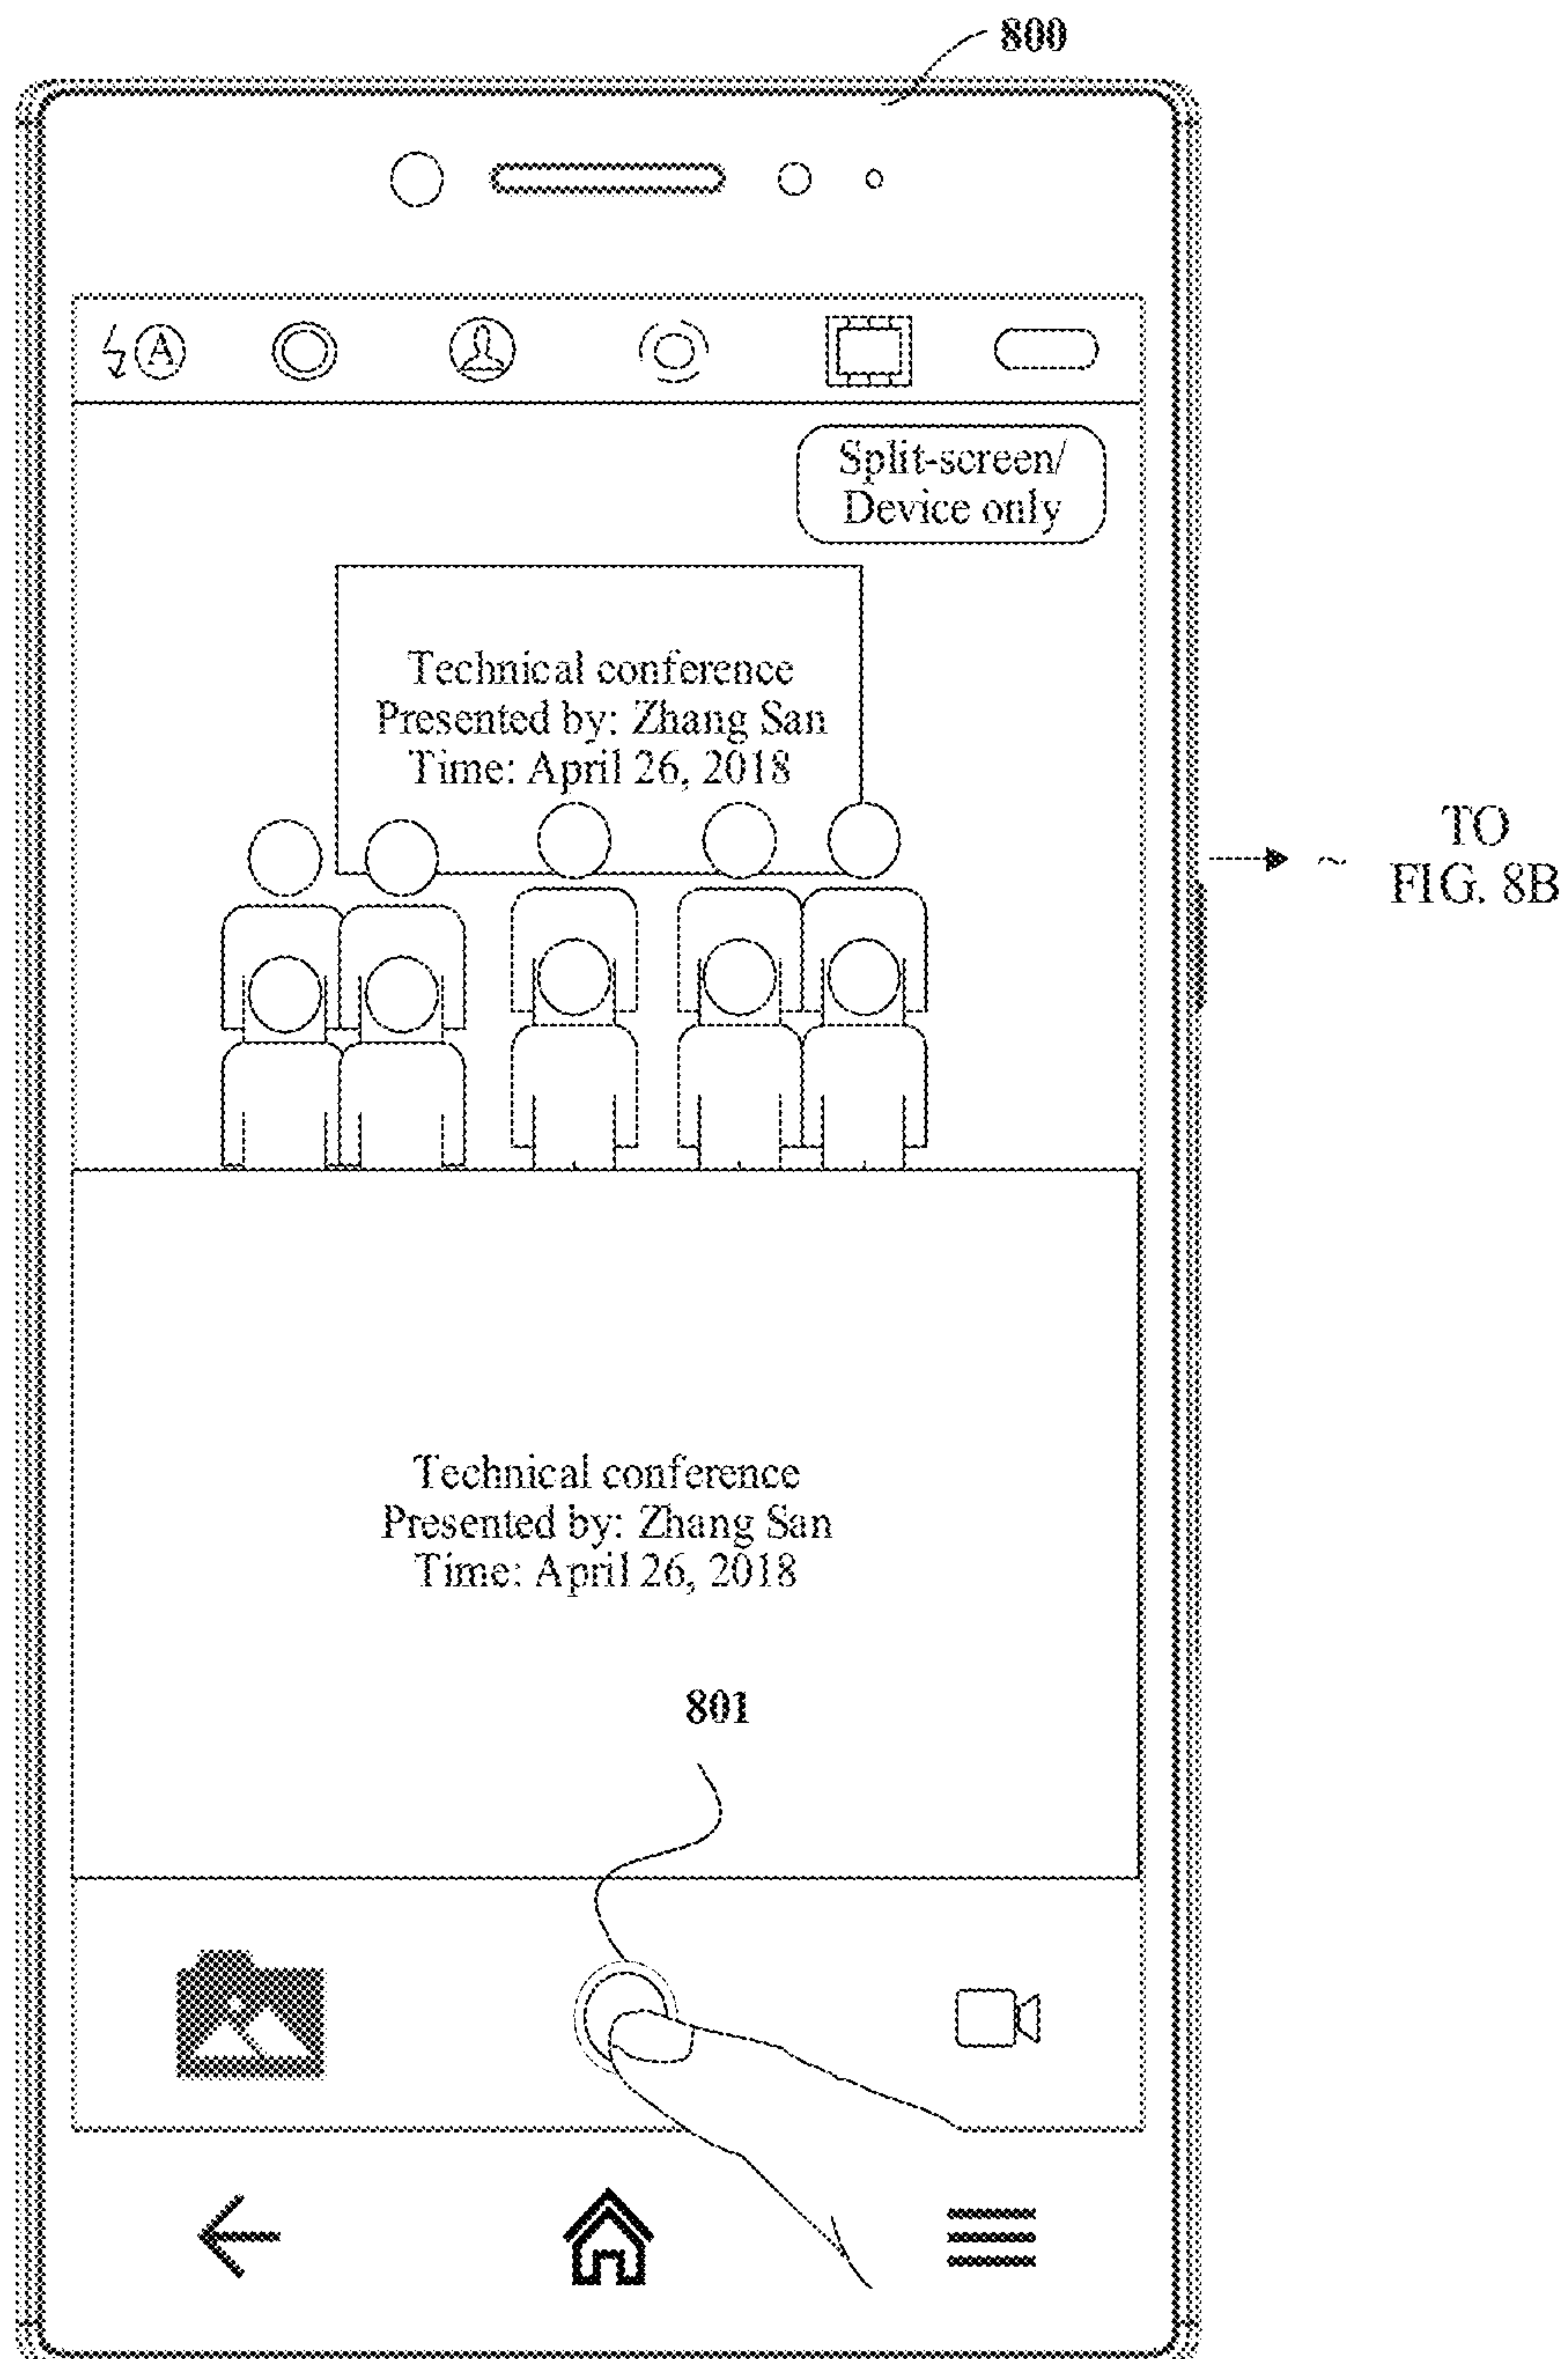 800
A
Split-screen/
Device only
Technical conference
Presented by: Zhang San
Time: April 26, 2018
TO
FIG. 8B
Technical conference
Presented by: Zhang San
Time: April 26, 2018
801